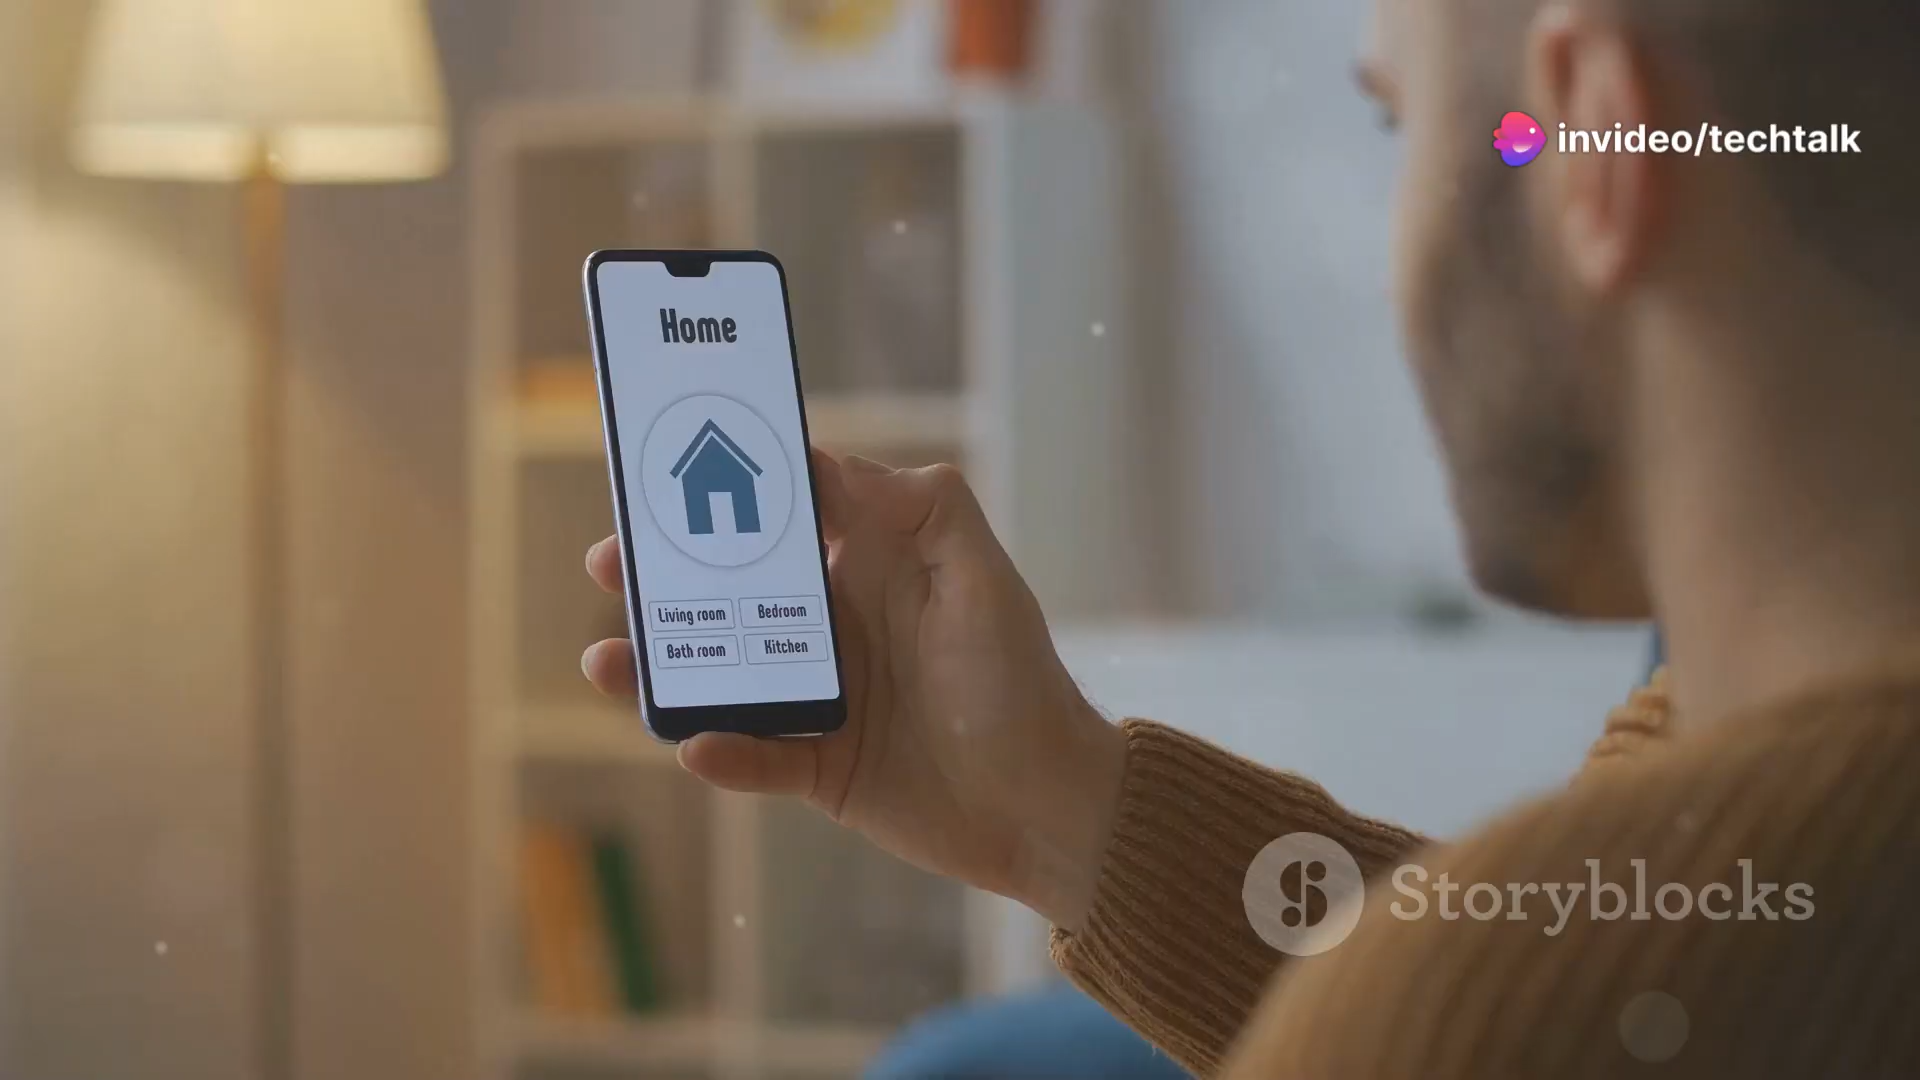 invideo/techtalk
Home
Living room
Bedroom
Bath room
Kitchen
Storyblocks